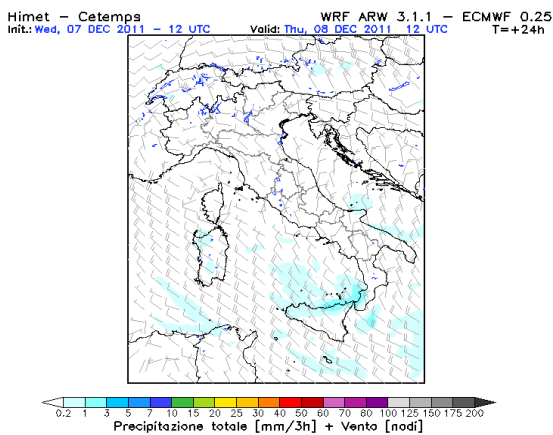 Himet – Cetemps WRF ARW 3.1.1 – ECMWF 0.25
Init.: Wed, 07 DEC 2011 – 12 UTC Valid: Thu, 08 DEC 2011 12 UTC T=+24h
0.2 1 3 5 7 10 15 20 25 30 40 50 60 70 80 100 125 150 175 200
Precipitazione totale [mm/3h] + Vento [nodi]